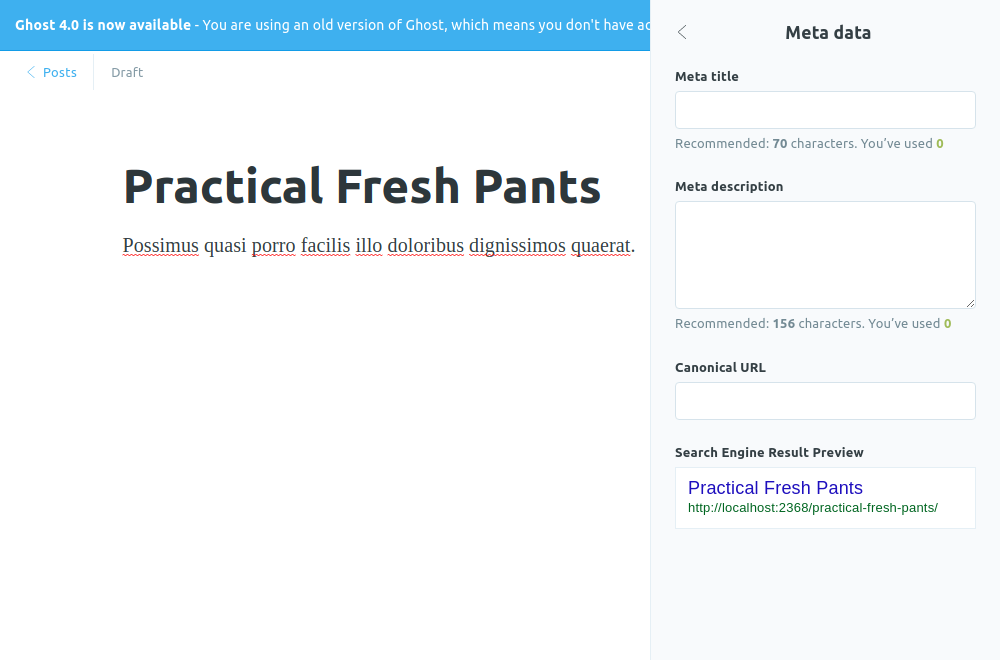 Ghost 4.0 is now available - You are using an old version of Ghost, which means you don't have
Posts
Draft
Practical Fresh Pants
Possimus quasi porro facilis illo doloribus dignissimos quaerat.
Meta data
Meta title
Recommended: 70 characters. You’ve used 0
Meta description
Recommended: 156 characters. You’ve used 0
Canonical URL
Search Engine Result Preview
Practical Fresh Pants
http://localhost:2368/practical-fresh-pants/